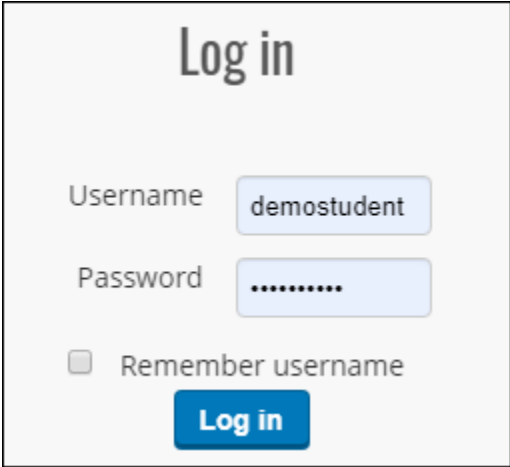 Log in
Username demostudent
Password ••••••••••
Remember username
Log in